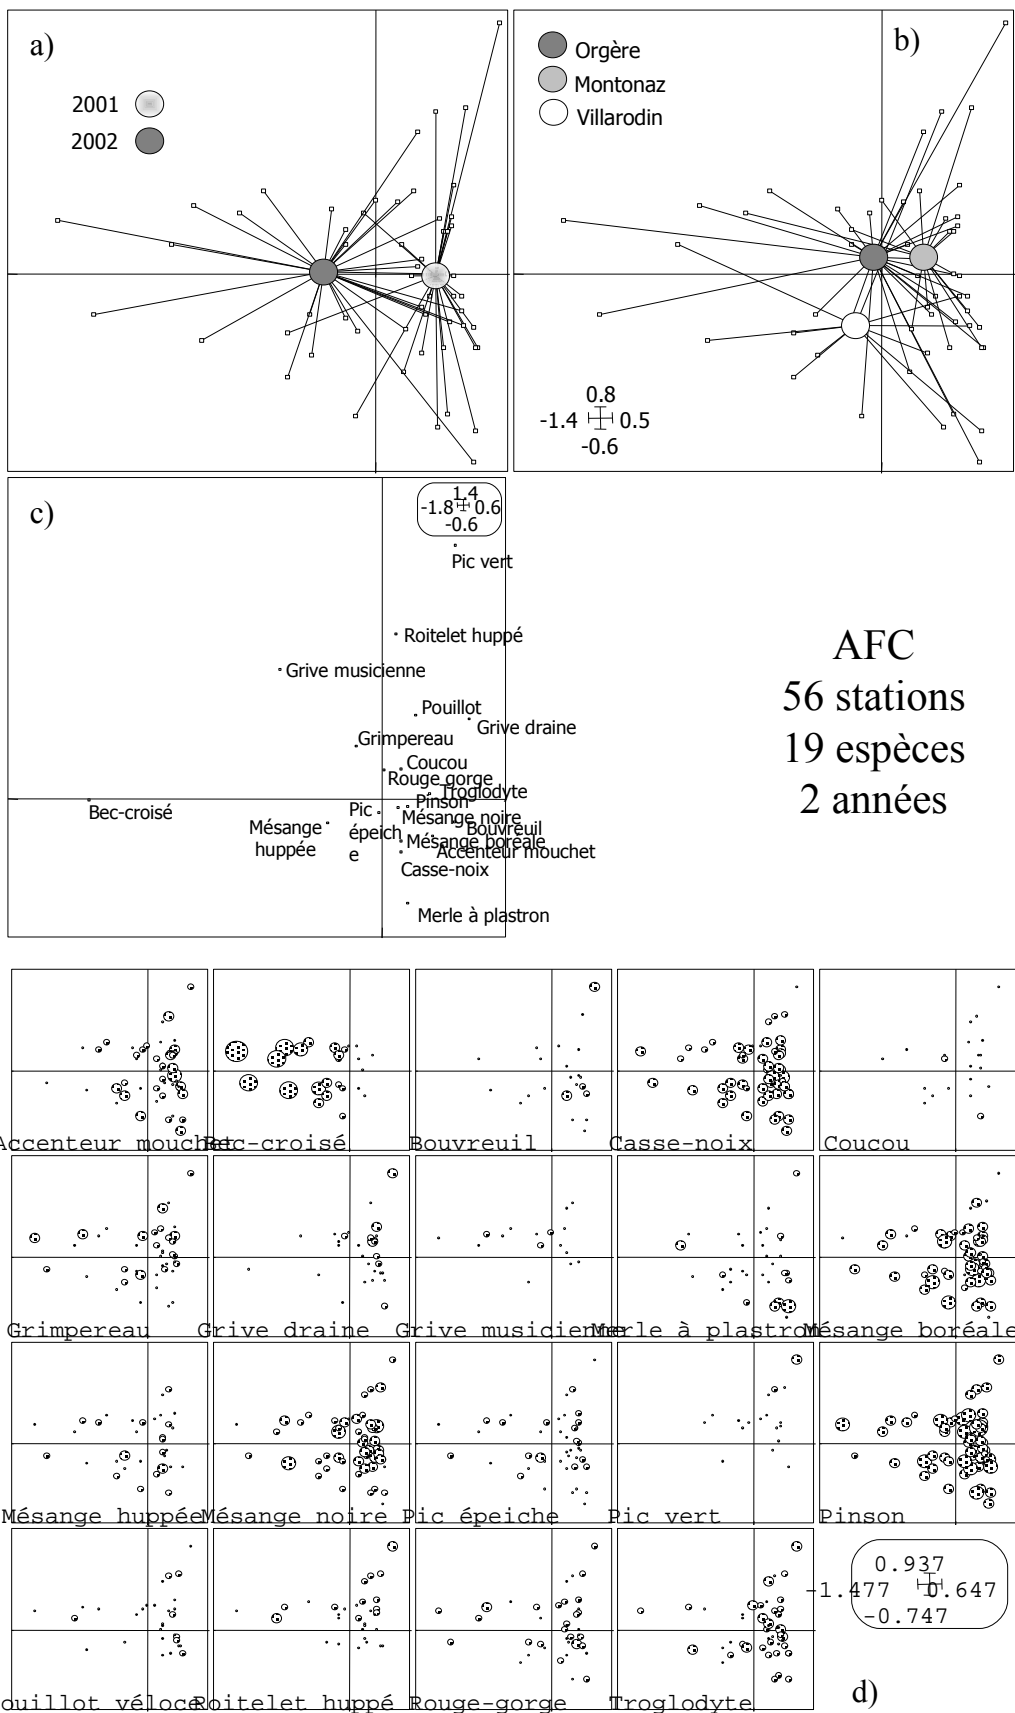 a)
2001
2002
b)
Orgère
Montonaz
Villarodin
0.8
-1.4 0.5
-0.6
c)
1.4
-1.8 0.6
-0.6
Pic vert
Roitelet huppé
Grive musicienne
Pouillot
Grive draine
Grimpereau
Coucou
Rouge gorge
Troglodyte
Pinson
Bec-croisé
Pic
épeich
e
Mésange noire
Mésange
huppée
Bouvreuil
Mésange boréale
Accenteur mouchet
Casse-noix
Merle à plastron
AFC
56 stations
19 espèces
2 années
Accenteur mouchet
Bec-croisé
Bouvreuil
Casse-noix
Coucou
Grimpereau
Grive draine
Grive musicienne
Merle à plastron
Mésange boréale
Mésange huppée
Mésange noire
Pic épeiche
Pic vert
Pinson
ouillot véloce
Roitelet huppé
Rouge-gorge
Troglodyte
0.937
-1.477 0.647
-0.747
d)